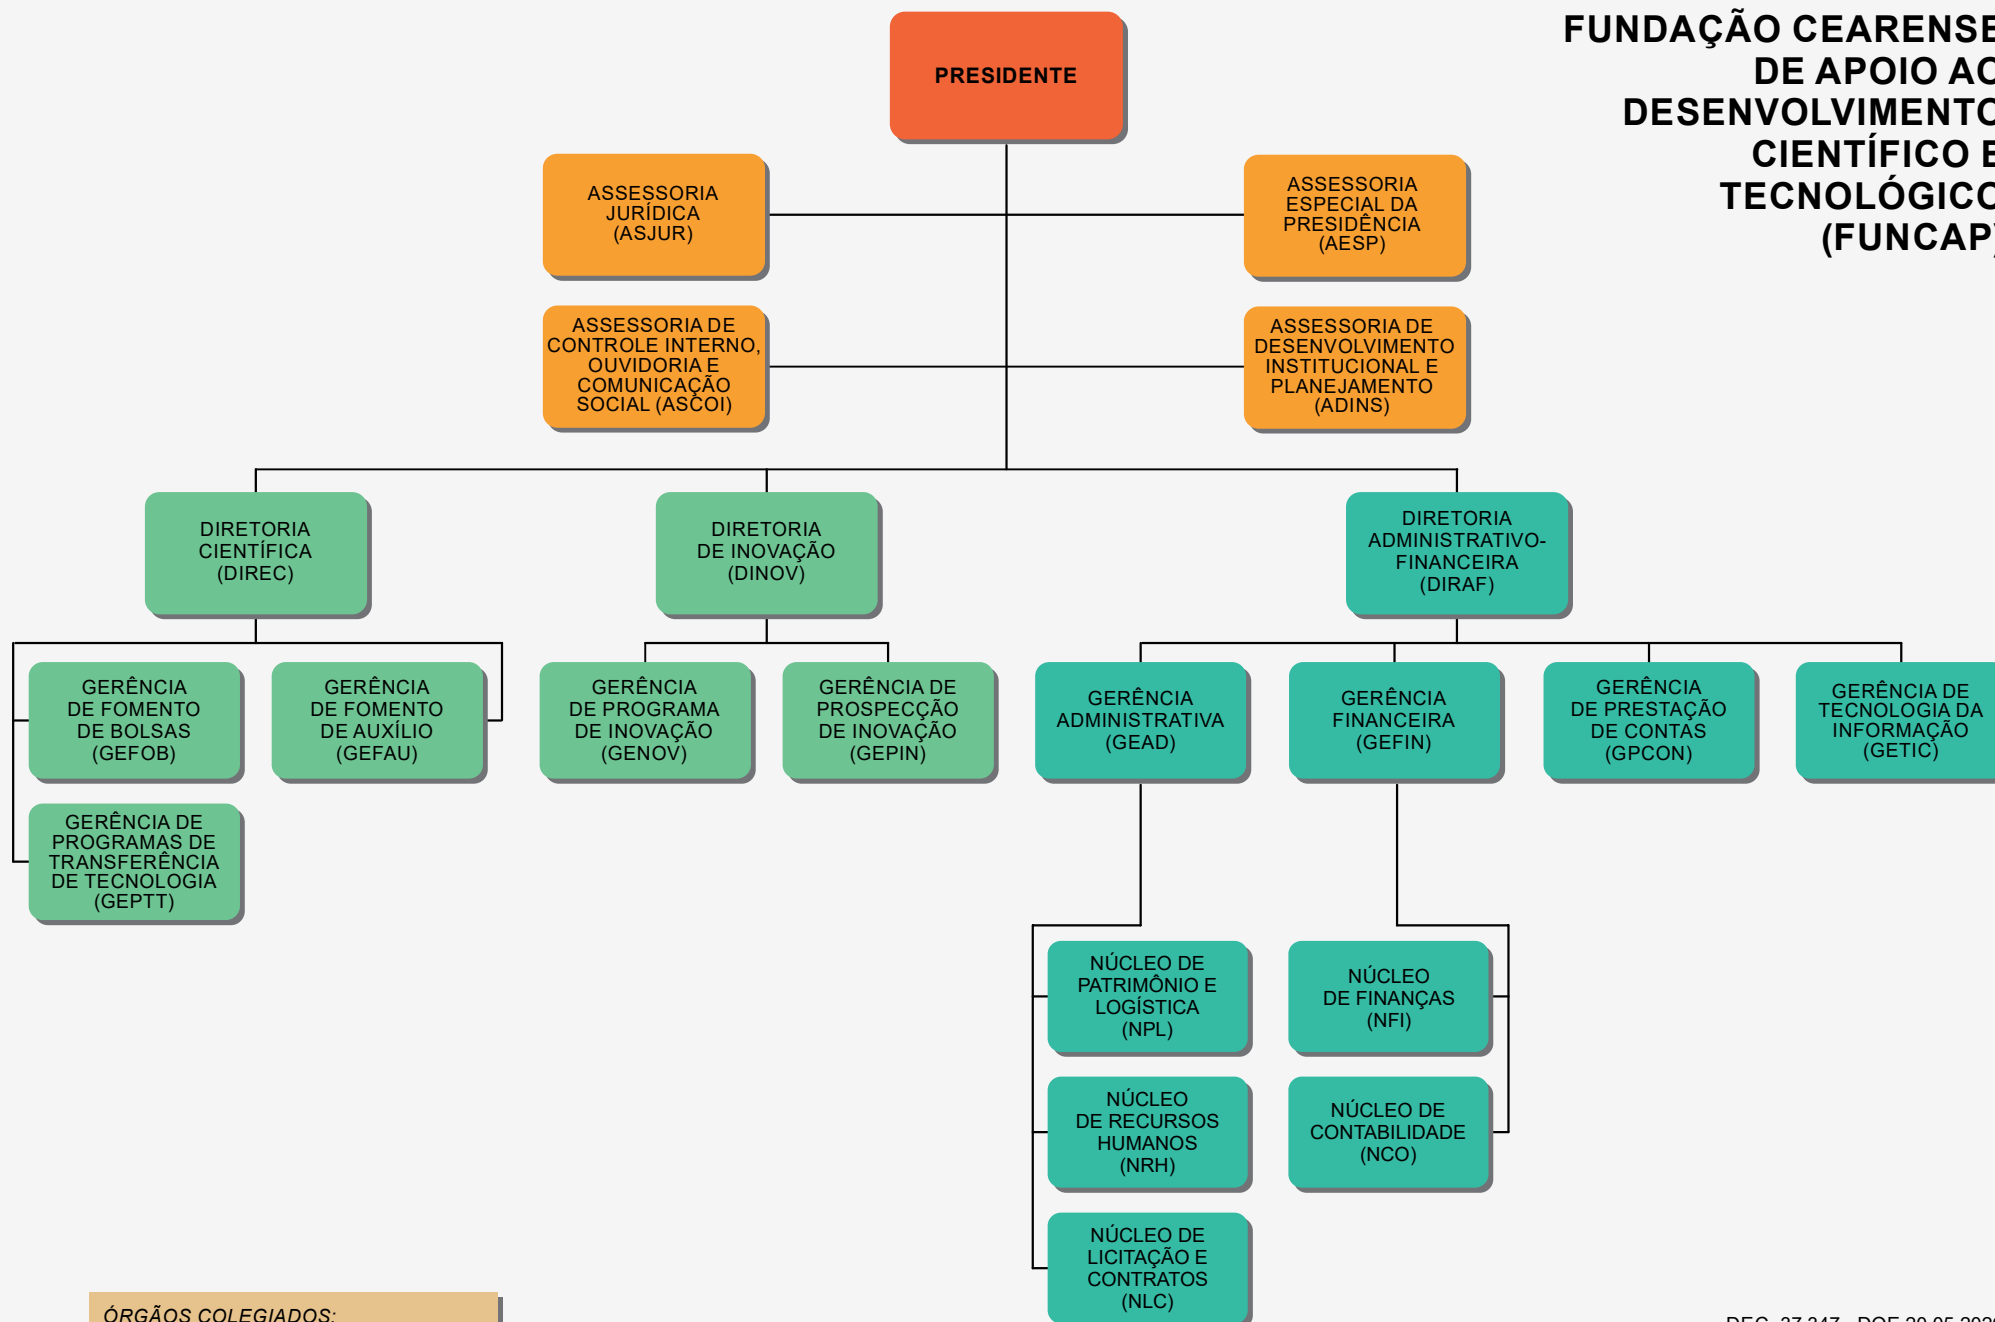 FUNDAÇÃO CEARENSE
DE APOIO AO
DESENVOLVIMENTO
CIENTÍFICO E
TECNOLÓGICO
(FUNCAP)
PRESIDENTE
ASSESSORIA
JURÍDICA
(ASJUR)
ASSESSORIA
ESPECIAL DA
PRESIDÊNCIA
(AESP)
ASSESSORIA DE
CONTROLE INTERNO,
OUVIDORIA E
COMUNICAÇÃO
SOCIAL (ASCOI)
ASSESSORIA DE
DESENVOLVIMENTO
INSTITUCIONAL E
PLANEJAMENTO
(ADINS)
DIRETORIA
CIENTÍFICA
(DIREC)
DIRETORIA
DE INOVAÇÃO
(DINOV)
DIRETORIA
ADMINISTRATIVO-
FINANCEIRA
(DIRAF)
GERÊNCIA
DE FOMENTO
DE BOLSAS
(GEFOB)
GERÊNCIA
DE FOMENTO
DE AUXÍLIO
(GEFAU)
GERÊNCIA
DE PROGRAMA
DE INOVAÇÃO
(GENOV)
GERÊNCIA DE
PROSPECÇÃO
DE INOVAÇÃO
(GEPIN)
GERÊNCIA
ADMINISTRATIVA
(GEAD)
GERÊNCIA
FINANCEIRA
(GEFIN)
GERÊNCIA
DE PRESTAÇÃO
DE CONTAS
(GPCON)
GERÊNCIA DE
TECNOLOGIA DA
INFORMAÇÃO
(GETIC)
GERÊNCIA DE
PROGRAMAS DE
TRANSFERÊNCIA
DE TECNOLOGIA
(GEPTT)
NÚCLEO DE
PATRIMÔNIO E
LOGÍSTICA
(NPL)
NÚCLEO
DE FINANÇAS
(NFI)
NÚCLEO
DE RECURSOS
HUMANOS
(NRH)
NÚCLEO DE
CONTABILIDADE
(NCO)
NÚCLEO DE
LICITAÇÃO E
CONTRATOS
(NLC)
ÓRGÃOS COLEGIADOS:
DEC. 37.347 - DOE